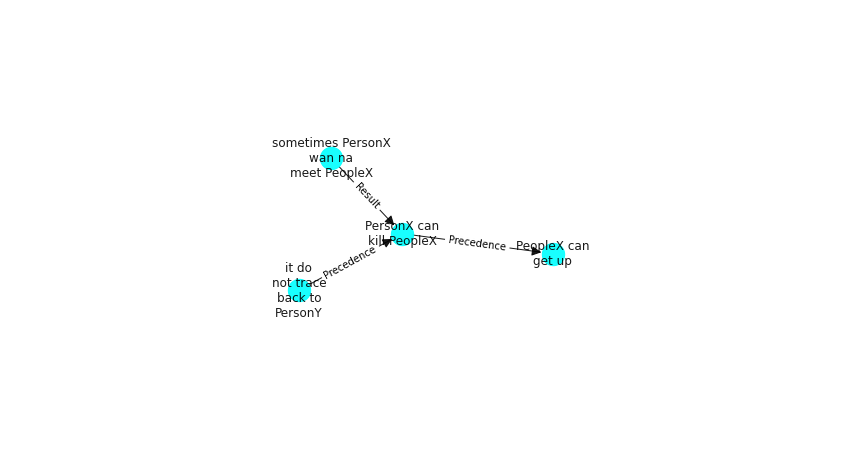 sometimes PersonX
wan na
meet PeopleX
Result
PersonX can
kill PeopleX
Precedence
PeopleX can
get up
Precedence
it do
not trace
back to
PersonY